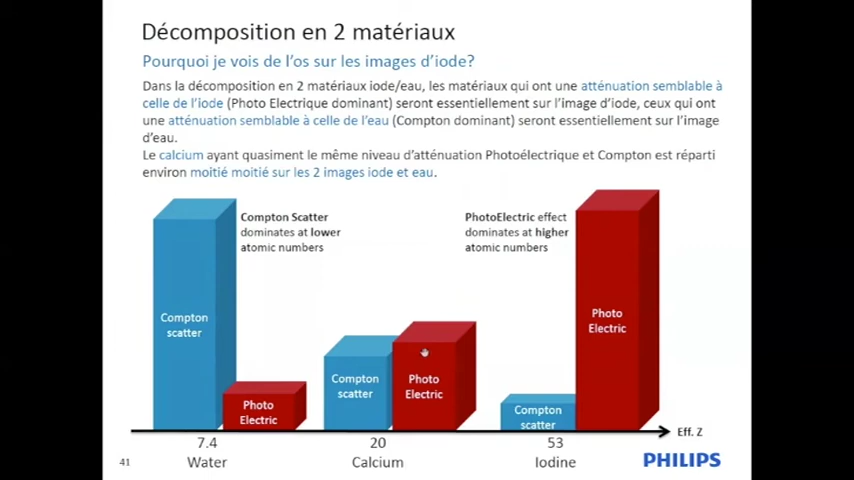 Décomposition en 2 matériaux
Pourquoi je vois de l'os sur les images d'iode?
Dans la décomposition en 2 matériaux iode/eau, les matériaux qui ont une atténuation semblable à
celle de l'iode (Photo Electrique dominant) seront essentiellement sur l'image d'iode, ceux qui ont
une atténuation semblable à celle de l'eau (Compton dominant) seront essentiellement sur l'image
d'eau.
Le calcium ayant quasiment le même niveau d'atténuation Photoélectrique et Compton est réparti
environ moitié moitié sur les 2 images iode et eau.
Compton Scatter
dominates at lower
atomic numbers
PhotoElectric effect
dominates at higher
atomic numbers
Compton
scatter
Photo
Electric
Compton
scatter
Photo
Electric
Compton
scatter
Photo
Electric
7.4
20
53
Eff. Z
Water
Calcium
Iodine
41
PHILIPS